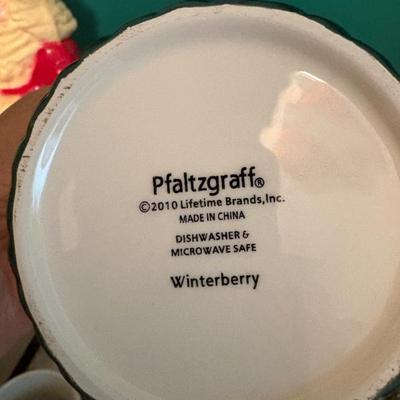 Pfaltzgraff®
©2010 Lifetime Brands,Inc.
MADE IN CHINA
DISHWASHER &
MICROWAVE SAFE
Winterberry